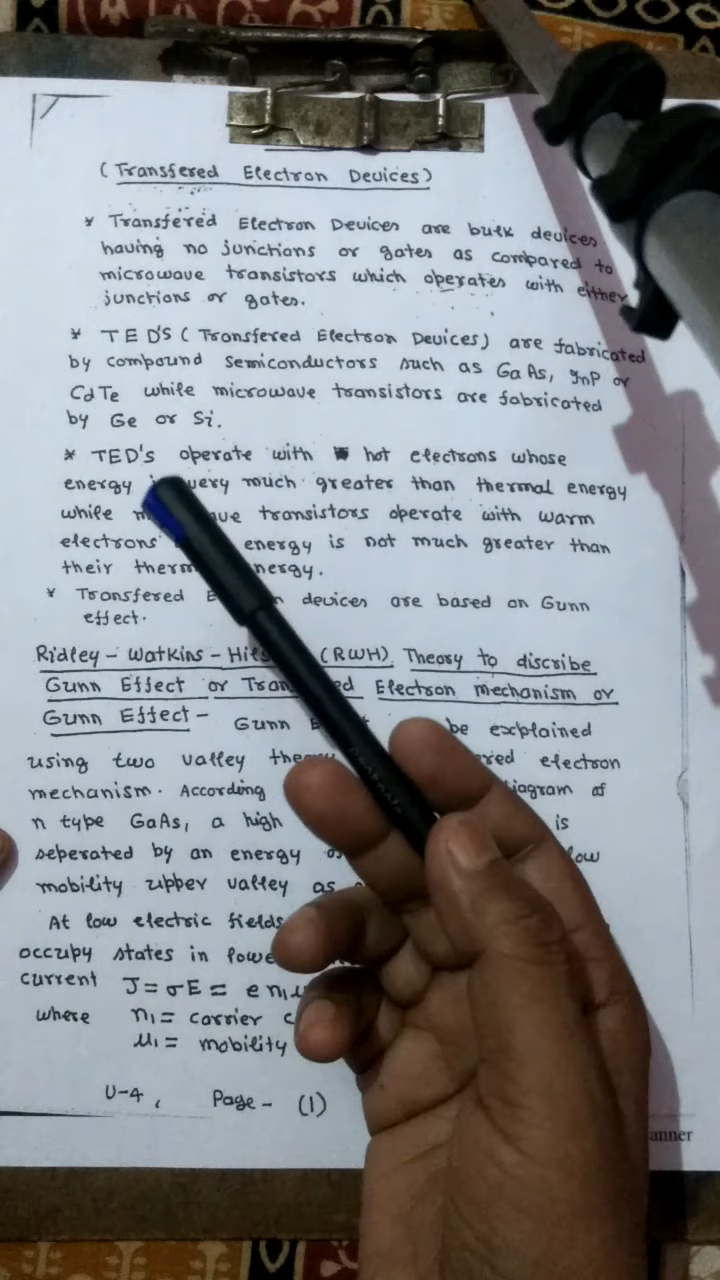 (Transfered Electron Devices)
* Transfered Electron Devices are bulk devices
having no junctions or gates as compared to
microwave transistors which operates with either
junctions or gates.
* TED'S (Transfered Electron Devices) are fabricated
by compound semiconductors such as GaAs, InP or
CdTe while microwave transistors are fabricated
by Ge or Si.
* TED's operate with hot electrons whose
energy very much greater than thermal energy
while transistors operate with warm
electrons energy is not much greater than
their
* Transfered devices are based on Gunn
effect.
Ridley - Watkins - (RWH) Theory to discribe
Gunn Effect or Electron mechanism or
Gunn Effect - Gunn be explained
using two valley electron
mechanism. According of
n type GaAs, a high is
seperated by an energy low
mobility upper valley as
At low electric fields
occupy states in
current J = σE = e n1
where n1 = carrier
μ1 = mobility
U-4, Page - (1)